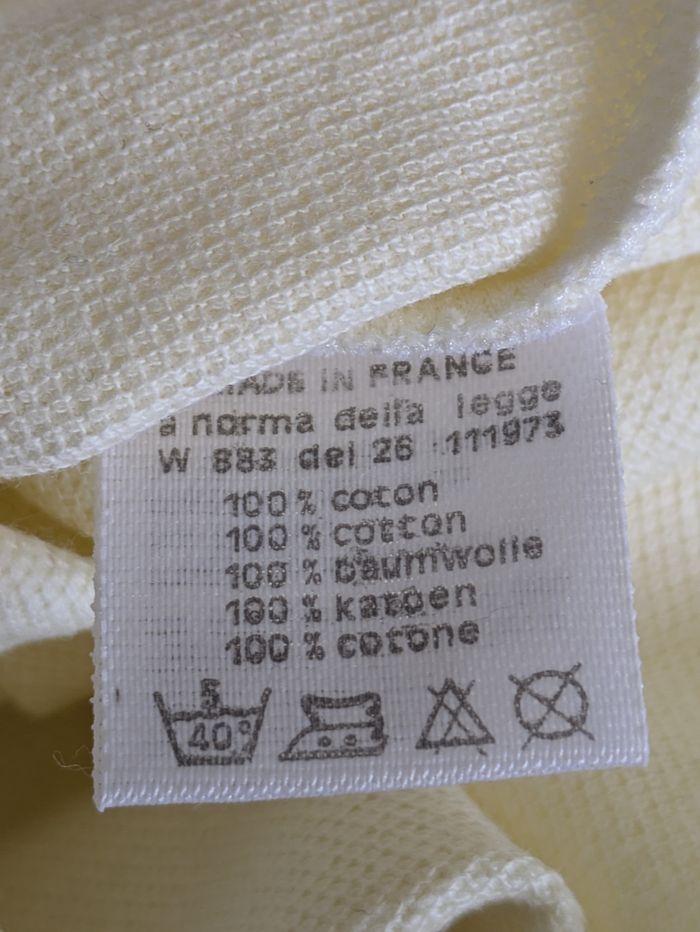 MADE IN FRANCE
a norma della legge
W 883 del 26 111973
100 % coton
100 % cotton
100 % baumwolle
100 % katoen
100 % cotone
5
40°